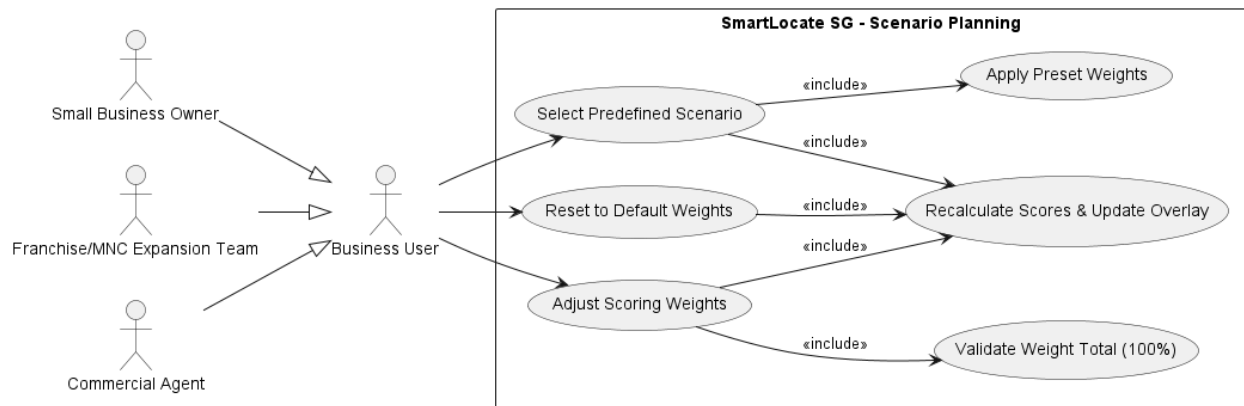 SmartLocate SG - Scenario Planning
Small Business Owner
Franchise/MNC Expansion Team
Commercial Agent
Business User
Select Predefined Scenario
Reset to Default Weights
Adjust Scoring Weights
«include»
«include»
«include»
«include»
«include»
Apply Preset Weights
Recalculate Scores & Update Overlay
Validate Weight Total (100%)